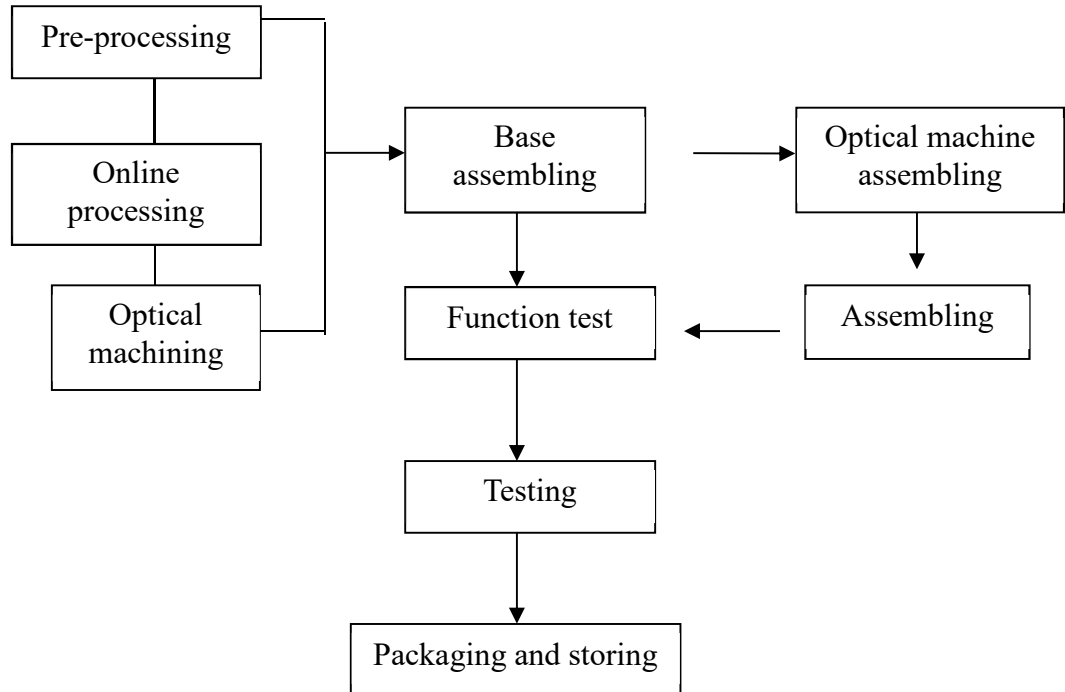 Pre-processing
Online
processing
Optical
machining
Base
assembling
Optical machine
assembling
Function test
Assembling
Testing
Packaging and storing